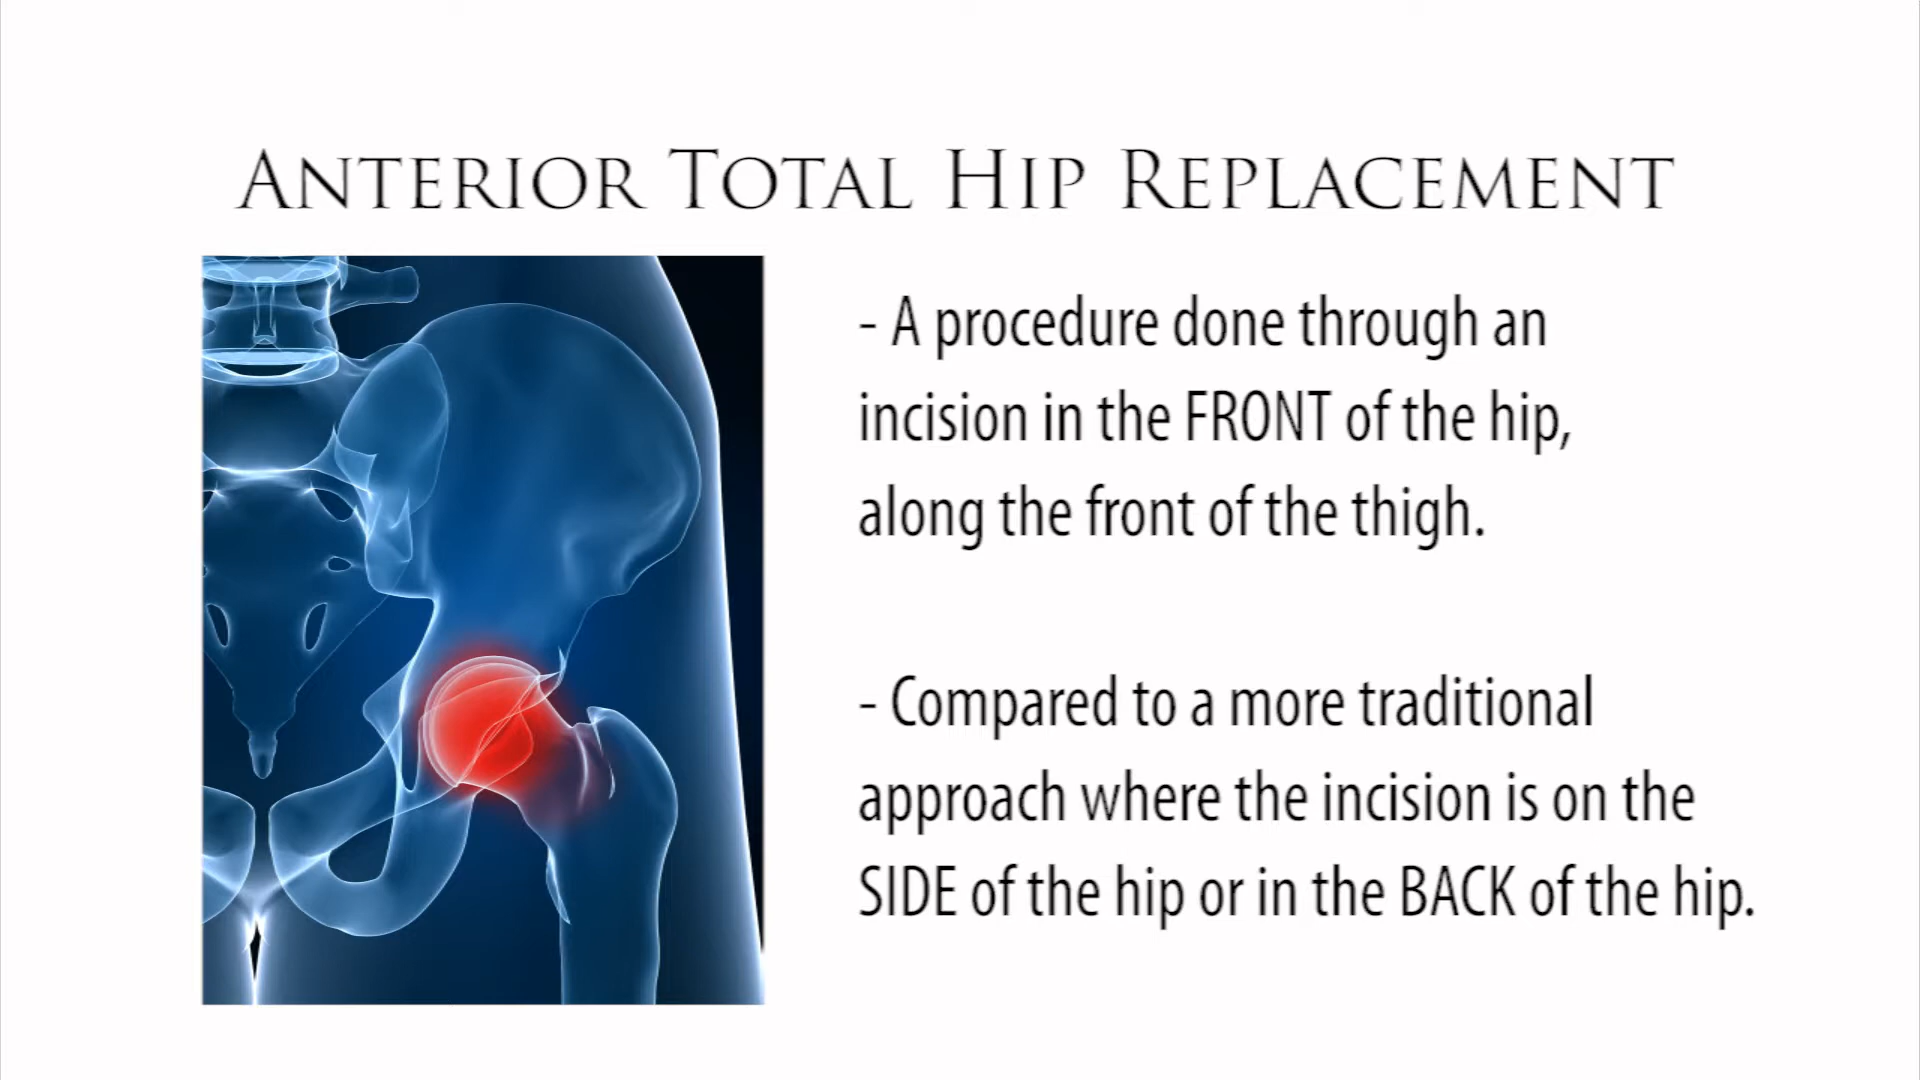 Anterior Total Hip Replacement
- A procedure done through an
incision in the FRONT of the hip,
along the front of the thigh.
- Compared to a more traditional
approach where the incision is on the
SIDE of the hip or in the BACK of the hip.